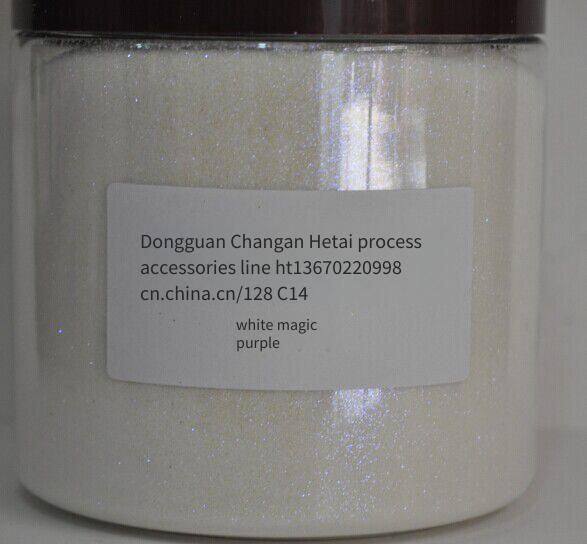 Dongguan Changan Hetai process
accessories line ht13670220998
cn.china.cn/128 C14
white magic
purple